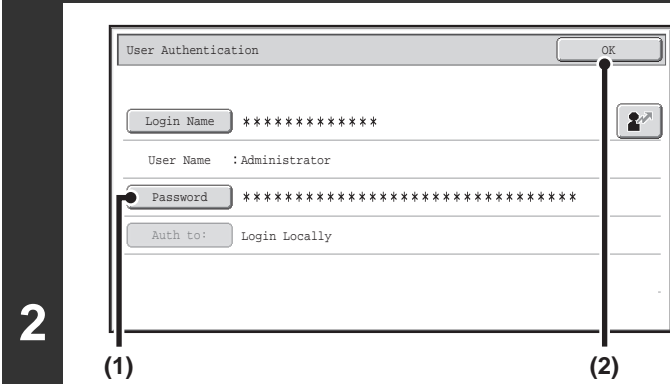 User Authentication OK
Login Name *************
User Name :Administrator
Password ********************************
Auth to: Login Locally
2
(1) (2)